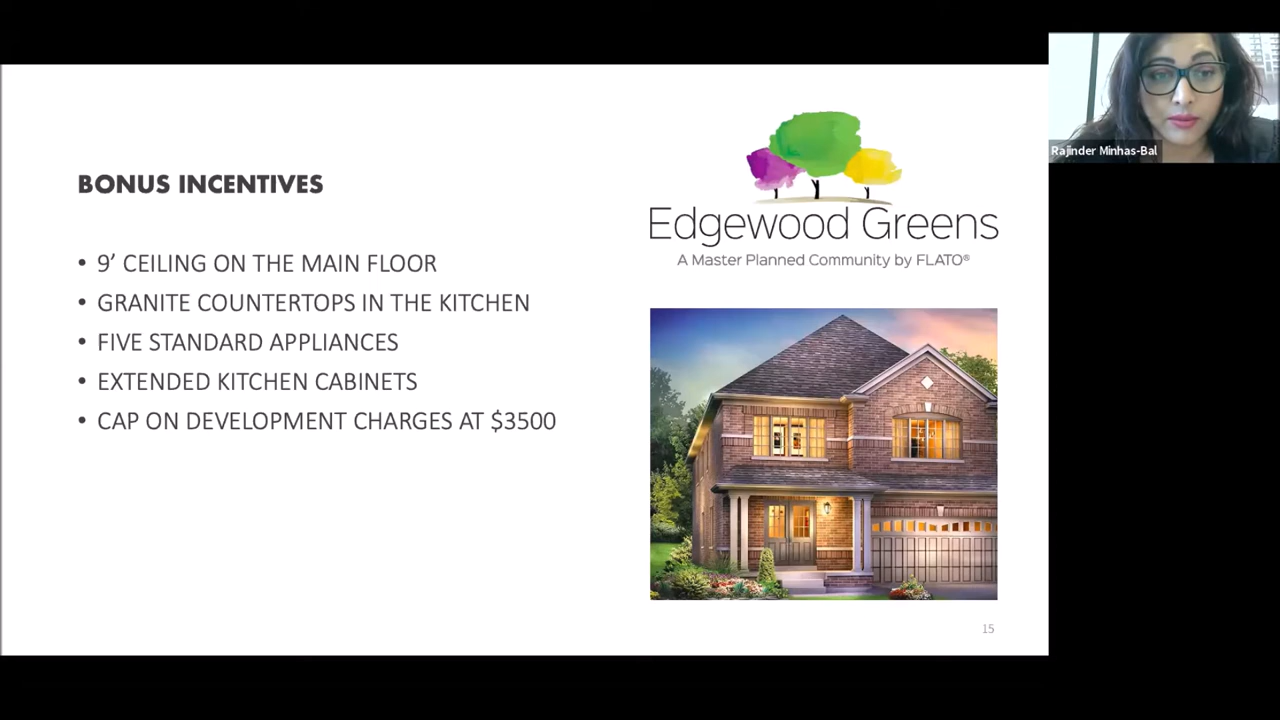 BONUS INCENTIVES
• 9’ CEILING ON THE MAIN FLOOR
• GRANITE COUNTERTOPS IN THE KITCHEN
• FIVE STANDARD APPLIANCES
• EXTENDED KITCHEN CABINETS
• CAP ON DEVELOPMENT CHARGES AT $3500
Edgewood Greens
A Master Planned Community by FLATO®
15
Rajinder Minhas-Bal